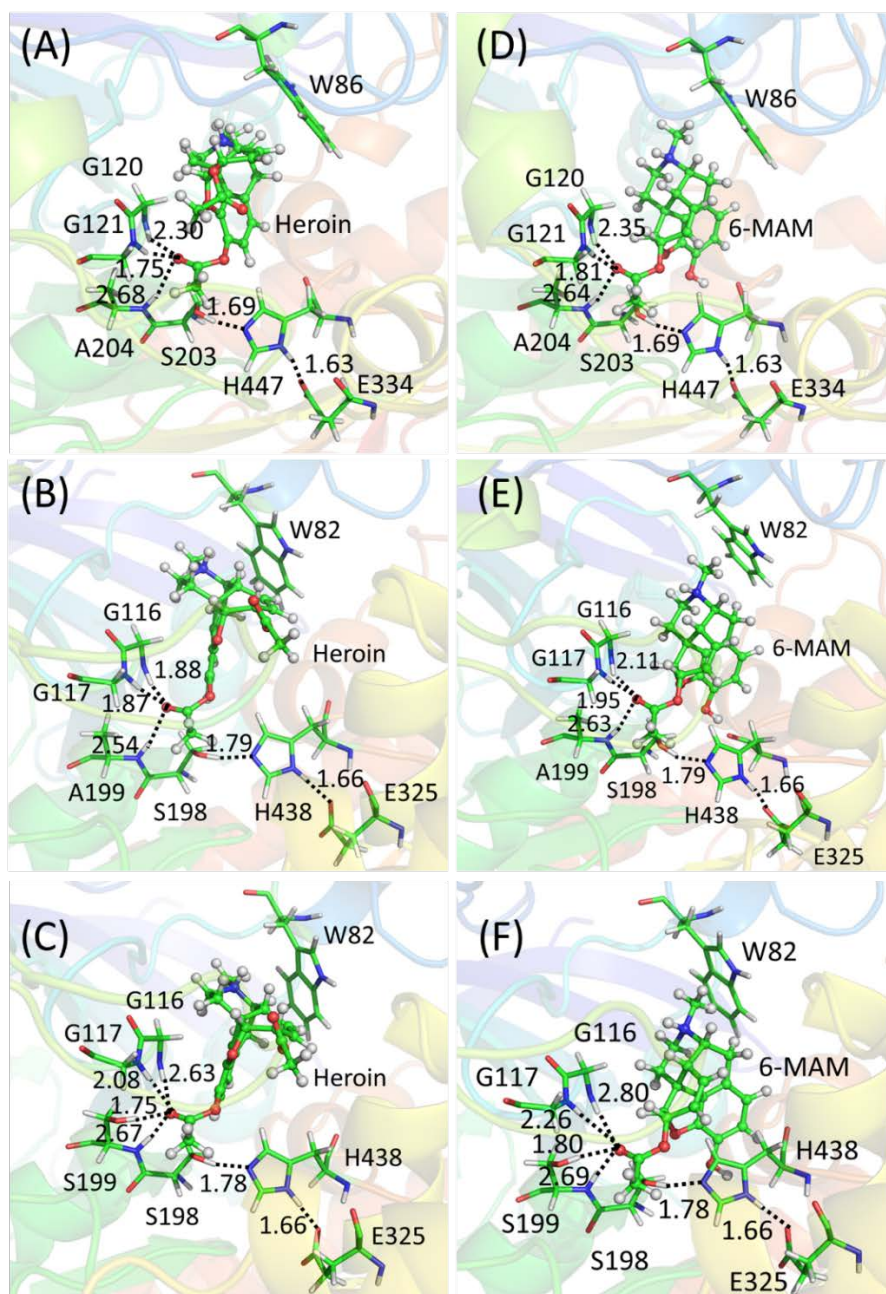 (A)
W86
G120
Heroin
G121
2.30
1.75
2.68
1.69
A204
S203
H447
1.63
E334
(D)
W86
G120
G121
2.35
6-MAM
1.81
2.64
A204
S203
1.69
1.63
H447
E334
(B)
W82
G116
Heroin
G117
1.88
1.87
2.54
1.79
A199
S198
H438
1.66
E325
(E)
W82
G116
G117
2.11
6-MAM
1.95
2.63
A199
S198
1.79
H438
1.66
E325
(C)
W82
G116
G117
2.08
2.63
Heroin
1.75
2.67
S199
H438
S198
1.78
1.66
E325
(F)
W82
G116
6-MAM
G117
2.80
2.26
1.80
H438
2.69
S199
1.78
1.66
S198
E325